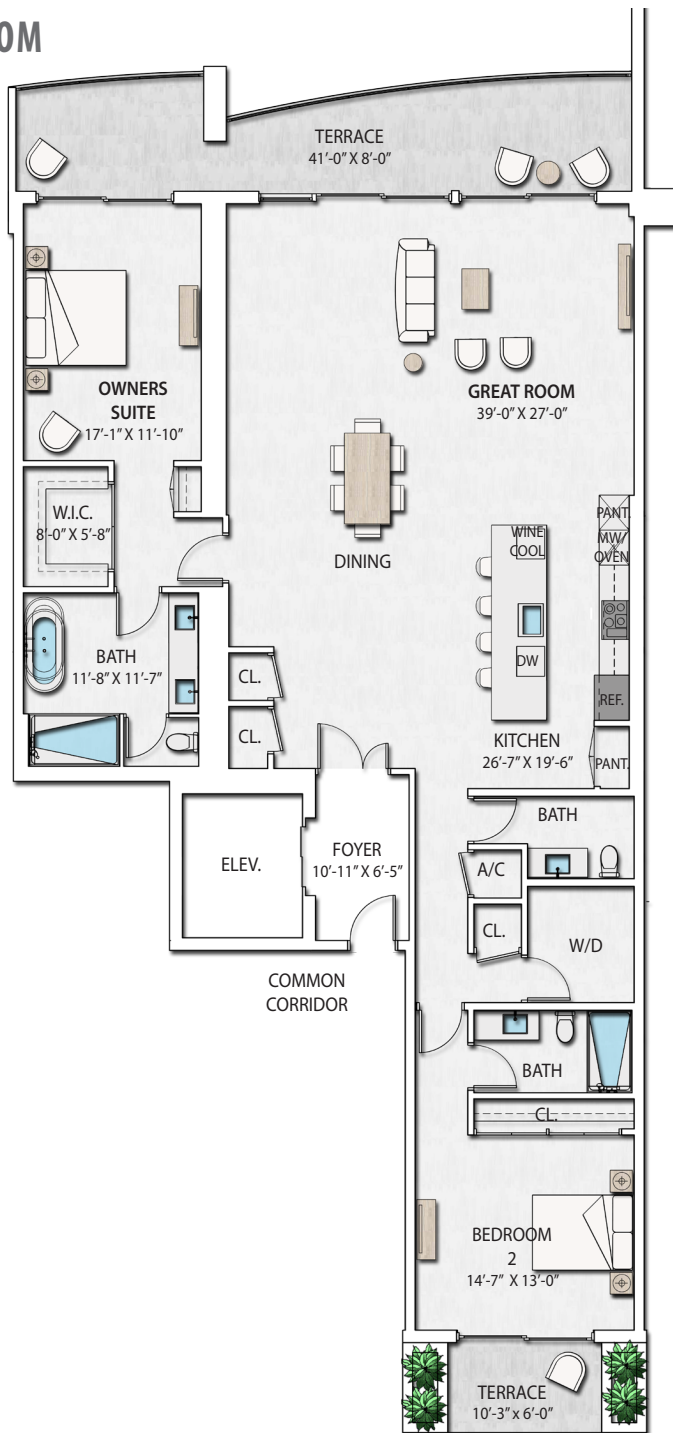 0M
TERRACE
41'-0" X 8'-0"
OWNERS
SUITE
17'-1" X 11'-10"
GREAT ROOM
39'-0" X 27'-0"
W.I.C.
8'-0" X 5'-8"
DINING
WINE
COOL
PANT.
MW/
OVEN
BATH
11'-8" X 11'-7"
CL.
DW
REF.
CL.
KITCHEN
26'-7" X 19'-6"
PANT.
ELEV.
FOYER
10'-11" X 6'-5"
BATH
A/C
CL.
W/D
COMMON
CORRIDOR
BATH
CL.
BEDROOM
2
14'-7" X 13'-0"
TERRACE
10'-3" x 6'-0"